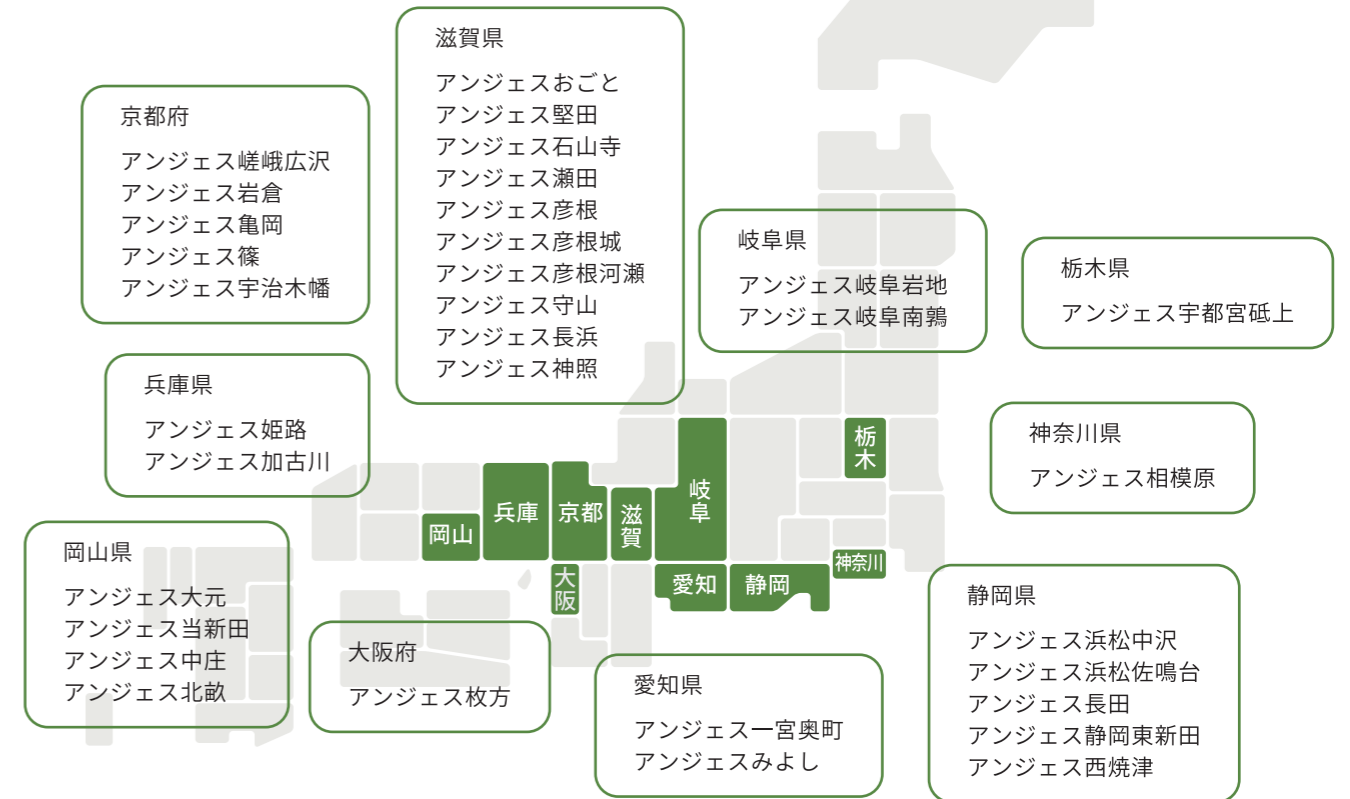 滋賀県
アンジェスおごと
アンジェス堅田
アンジェス石山寺
アンジェス瀬田
アンジェス彦根
アンジェス彦根城
アンジェス彦根河瀬
アンジェス守山
アンジェス長浜
アンジェス神照
京都府
アンジェス嵯峨広沢
アンジェス岩倉
アンジェス亀岡
アンジェス篠
アンジェス宇治木幡
岐阜県
アンジェス岐阜岩地
アンジェス岐阜南鶉
栃木県
アンジェス宇都宮砥上
兵庫県
アンジェス姫路
アンジェス加古川
神奈川県
アンジェス相模原
栃木
岐阜
兵庫
京都
滋賀
岡山
神奈川
大阪
愛知
静岡
岡山県
アンジェス大元
アンジェス当新田
アンジェス中庄
アンジェス北畝
大阪府
アンジェス枚方
愛知県
アンジェス一宮奥町
アンジェスみよし
静岡県
アンジェス浜松中沢
アンジェス浜松佐鳴台
アンジェス長田
アンジェス静岡東新田
アンジェス西焼津